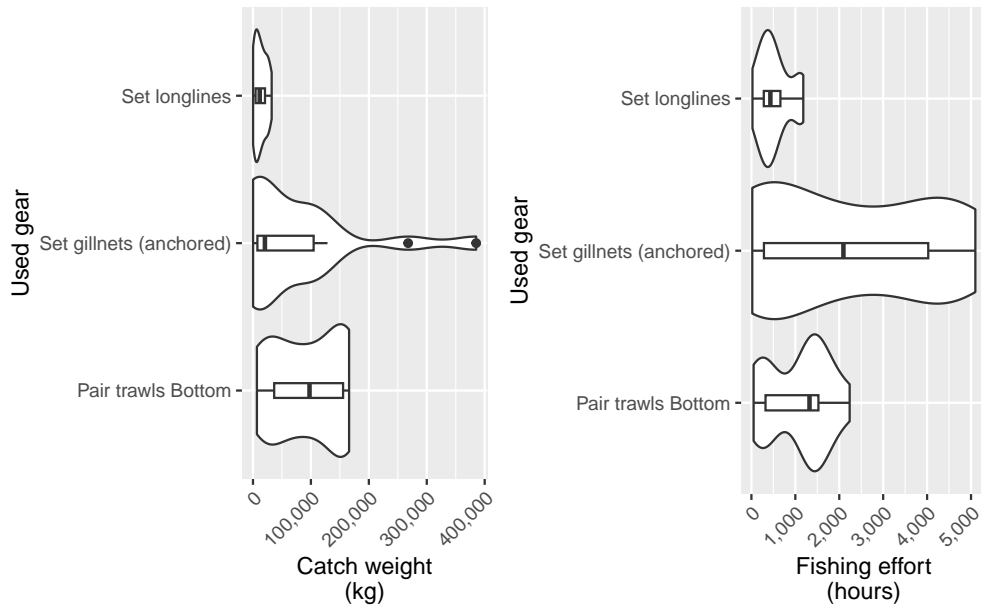 Used gear
Set longlines
Set gillnets (anchored)
Pair trawls Bottom
0
100,000
200,000
300,000
400,000
Catch weight
(kg)
Used gear
Set longlines
Set gillnets (anchored)
Pair trawls Bottom
0
1,000
2,000
3,000
4,000
5,000
Fishing effort
(hours)